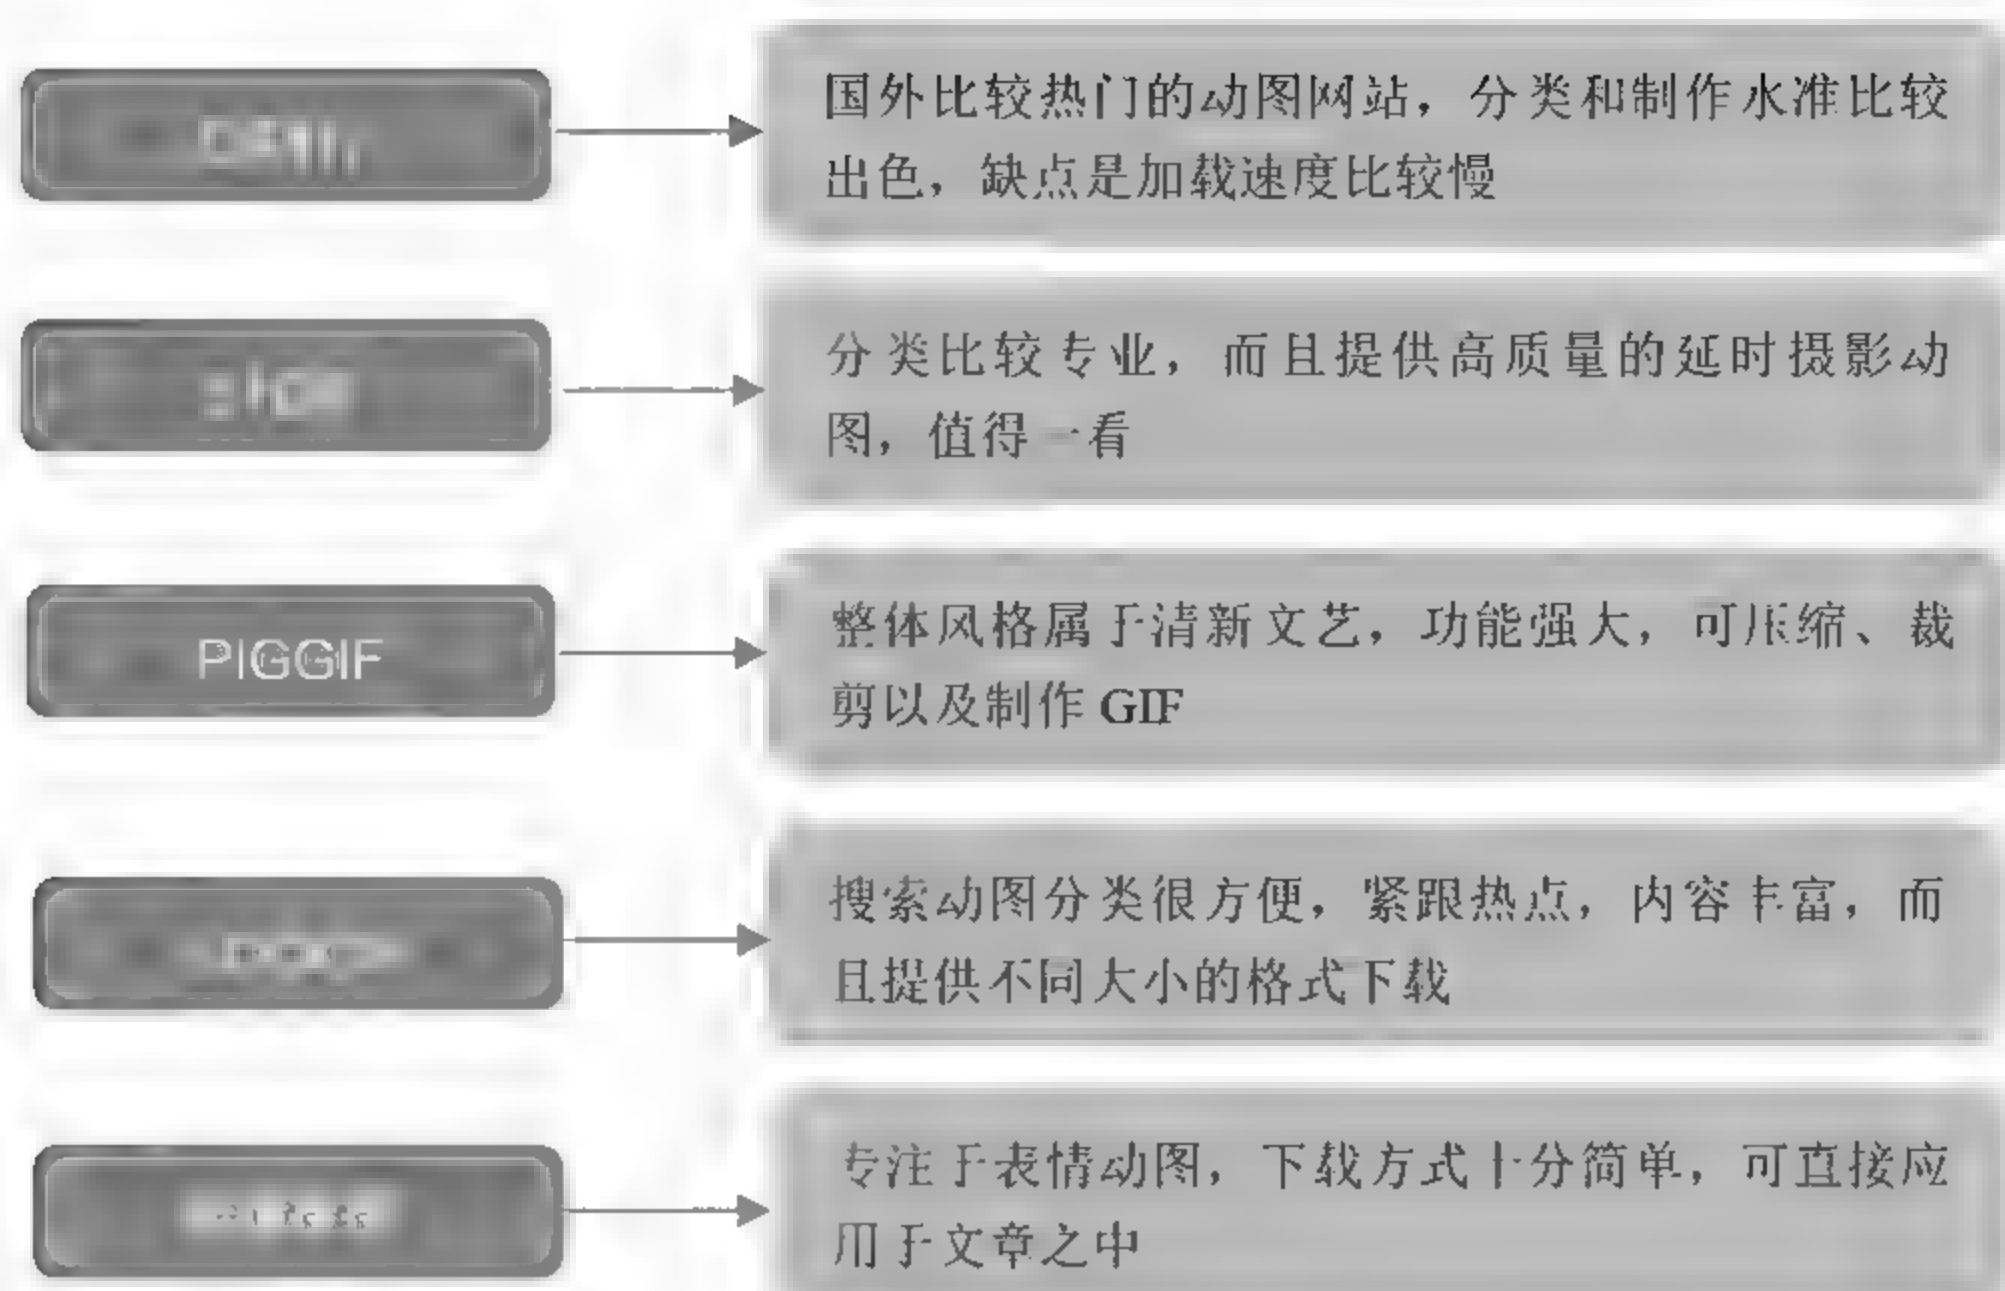 国外比较热门的动图网站，分类和制作水准比较
出色，缺点是加载速度比较慢
分类比较专业，而且提供高质量的延时摄影动
图，值得一看
PIGGIF
整体风格属于清新文艺，功能强大，可压缩、裁
剪以及制作 GIF
搜索动图分类很方便，紧跟热点，内容丰富，而
且提供不同大小的格式下载
专注于表情动图，下载方式十分简单，可直接应
用于文章之中